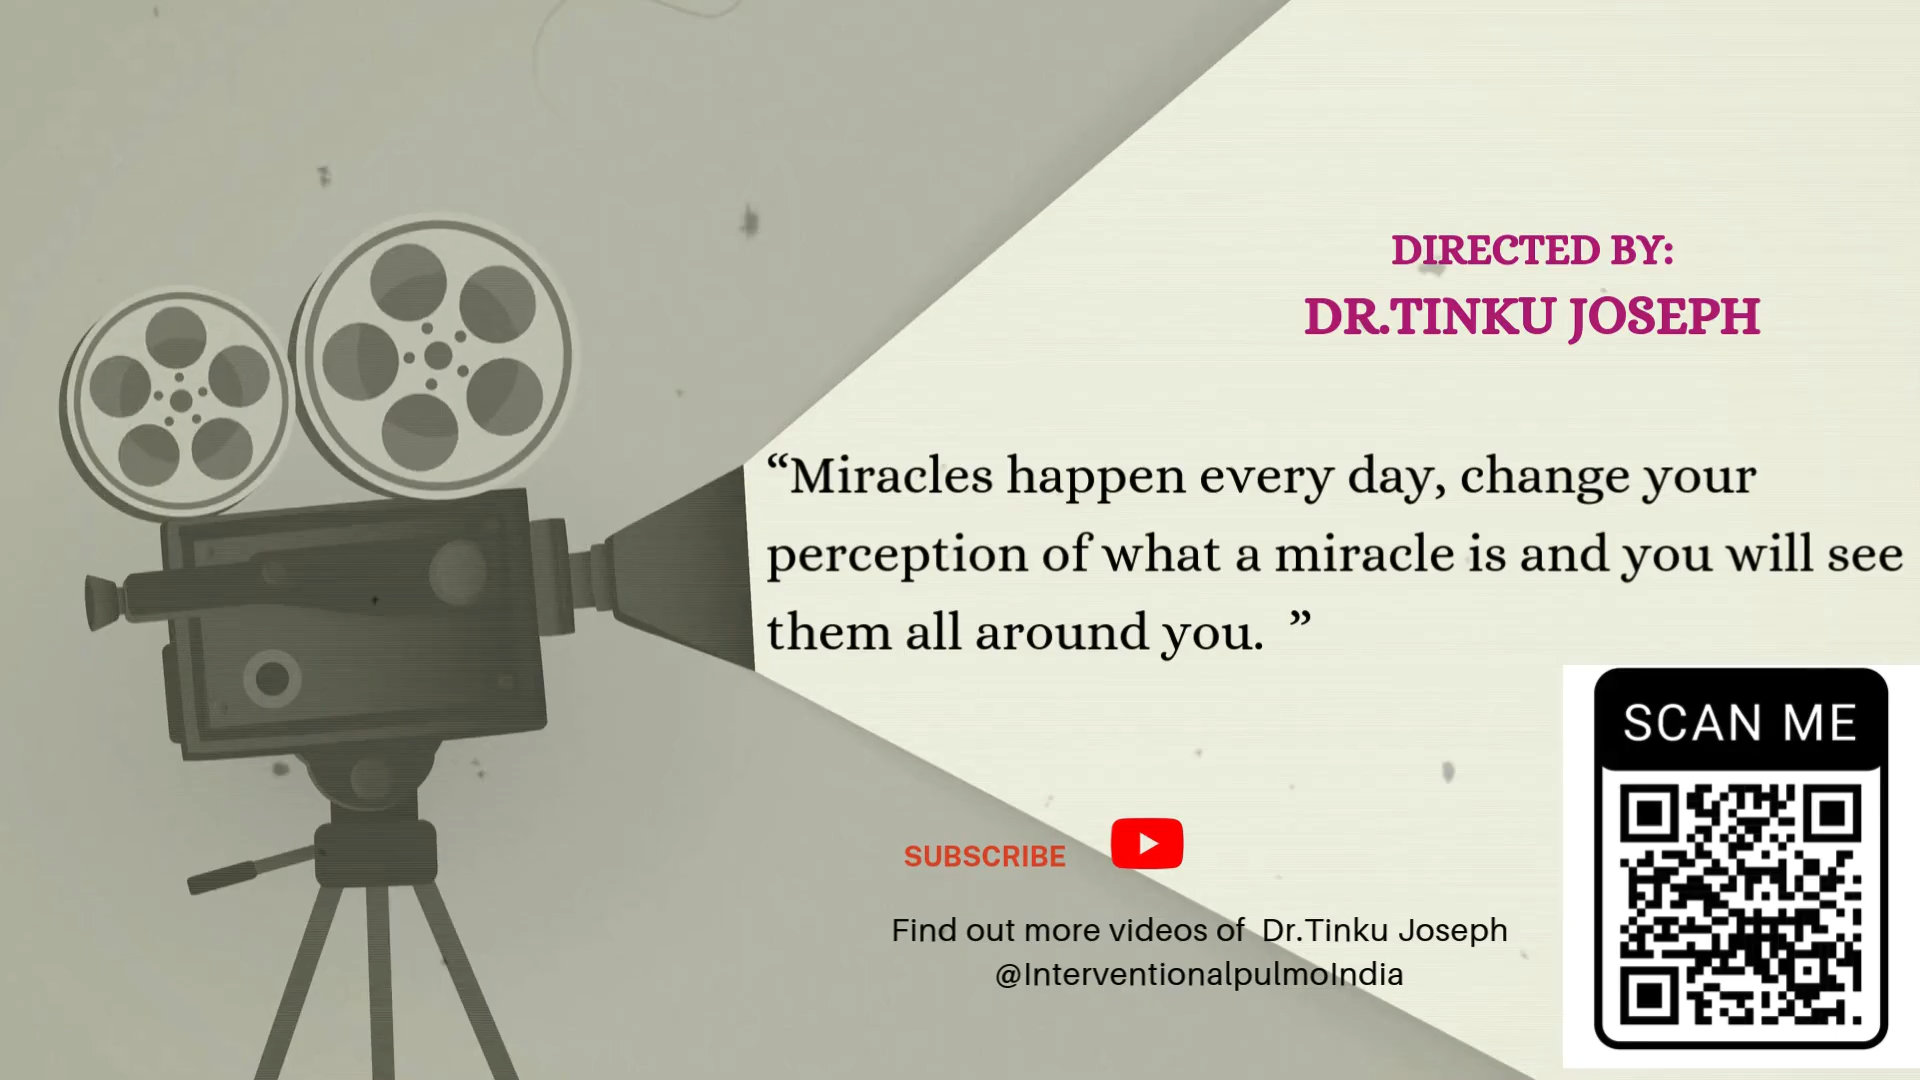 DIRECTED BY:
DR.TINKU JOSEPH
“Miracles happen every day, change your
perception of what a miracle is and you will see
them all around you.  ”
SCAN ME
SUBSCRIBE
Find out more videos of  Dr.Tinku Joseph
@InterventionalpulmoIndia